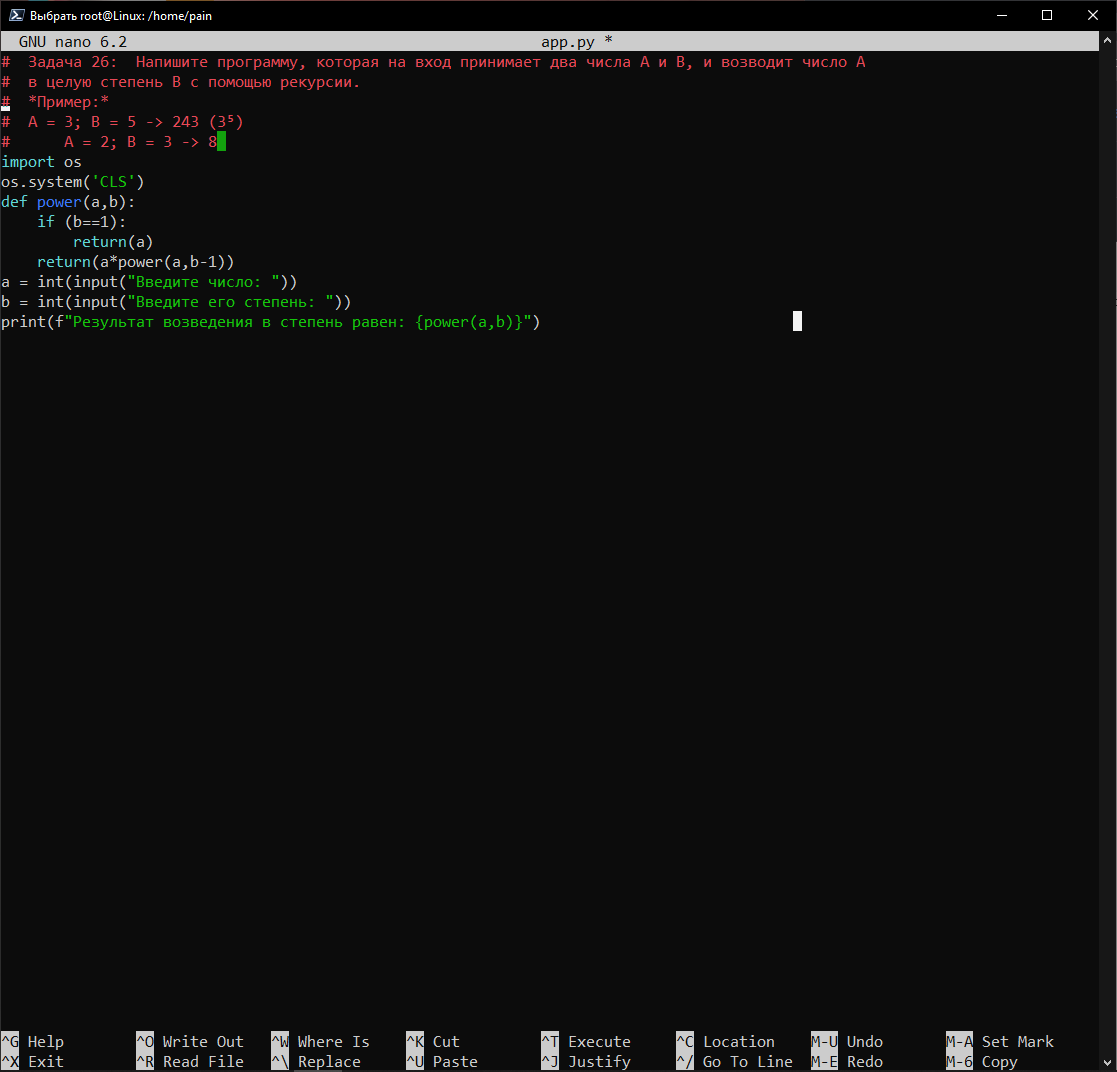 Выбрать root@Linux: /home/pain
GNU nano 6.2 app.py *
#  Задача 26:  Напишите программу, которая на вход принимает два числа A и B, и возводит число А
#  в целую степень B с помощью рекурсии.
#  *Пример:*
#  A = 3; B = 5 -> 243 (3⁵)
#      A = 2; B = 3 -> 8
import os
os.system('CLS')
def power(a,b):
    if (b==1):
        return(a)
    return(a*power(a,b-1))
a = int(input("Введите число: "))
b = int(input("Введите его степень: "))
print(f"Результат возведения в степень равен: {power(a,b)}")
^G Help ^O Write Out ^W Where Is ^K Cut ^T Execute ^C Location M-U Undo M-A Set Mark
^X Exit ^R Read File ^\ Replace ^U Paste ^J Justify ^/ Go To Line M-E Redo M-6 Copy